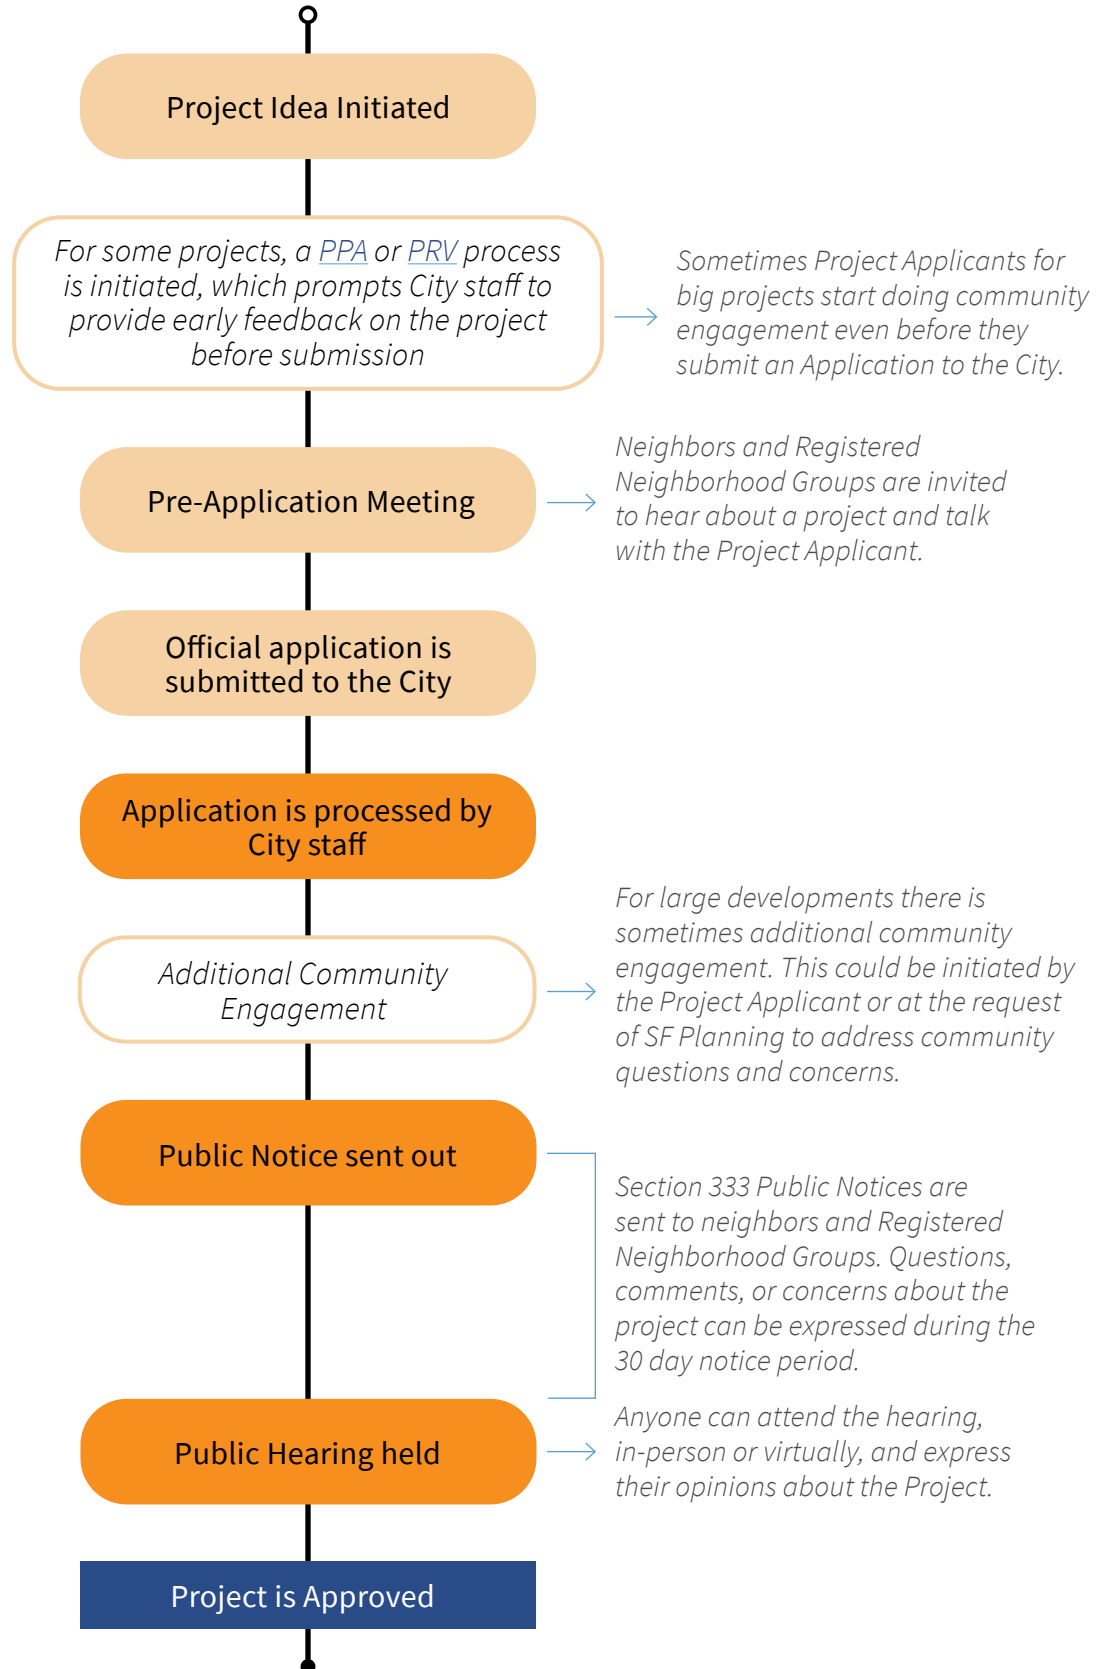 Project Idea Initiated
For some projects, a PPA or PRV process
is initiated, which prompts City staff to
provide early feedback on the project
before submission
Sometimes Project Applicants for
big projects start doing community
engagement even before they
submit an Application to the City.
Pre-Application Meeting
Neighbors and Registered
Neighborhood Groups are invited
to hear about a project and talk
with the Project Applicant.
Official application is
submitted to the City
Application is processed by
City staff
Additional Community
Engagement
For large developments there is
sometimes additional community
engagement. This could be initiated by
the Project Applicant or at the request
of SF Planning to address community
questions and concerns.
Public Notice sent out
Section 333 Public Notices are
sent to neighbors and Registered
Neighborhood Groups. Questions,
comments, or concerns about the
project can be expressed during the
30 day notice period.
Public Hearing held
Anyone can attend the hearing,
in-person or virtually, and express
their opinions about the Project.
Project is Approved